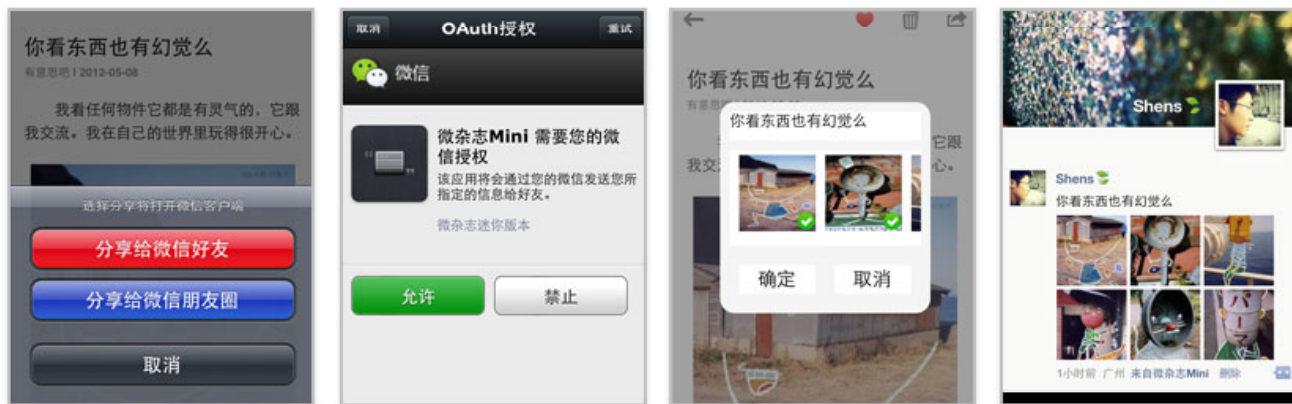 你看东西也有幻觉么
有意思吧 | 2012-05-08
我看任何物件它都是有灵气的，它跟
我交流。我在自己的世界里玩得很开心。
选择分享将打开微信客户端
分享给微信好友
分享给微信朋友圈
取消
取消
OAuth授权
重试
微信
微杂志Mini 需要您的微
信授权
该应用将会通过您的微信发送您所
指定的信息给好友。
微杂志迷你版本
允许
禁止
你看东西也有幻觉么
有意思
它跟
我交
心。
你看东西也有幻觉么
确定
取消
Shens
Shens
你看东西也有幻觉么
1小时前 广州 来自微杂志Mini 删除